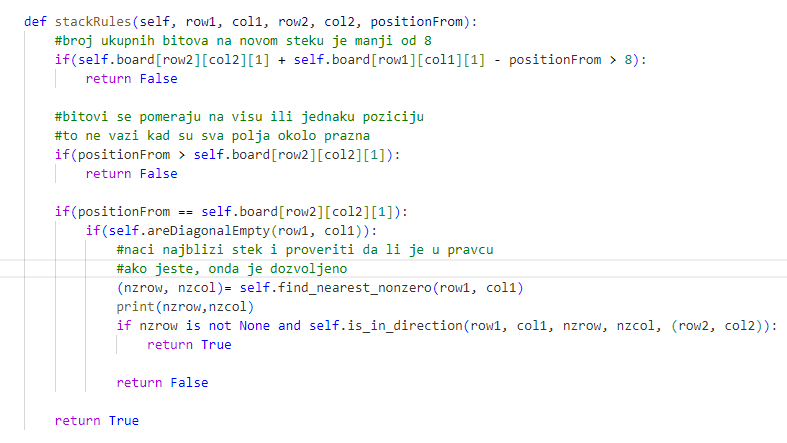 def stackRules(self, row1, col1, row2, col2, positionFrom):
    #broj ukupnih bitova na novom steku je manji od 8
    if(self.board[row2][col2][1] + self.board[row1][col1][1] - positionFrom > 8):
        return False

    #bitovi se pomeraju na visu ili jednaku poziciju
    #to ne vazi kad su sva polja okolo prazna
    if(positionFrom > self.board[row2][col2][1]):
        return False

    if(positionFrom == self.board[row2][col2][1]):
        if(self.areDiagonalEmpty(row1, col1)):
            #naci najblizi stek i proveriti da li je u pravcu
            #ako jeste, onda je dozvoljeno
            (nzrow, nzcol)= self.find_nearest_nonzero(row1, col1)
            print(nzrow,nzcol)
            if nzrow is not None and self.is_in_direction(row1, col1, nzrow, nzcol, (row2, col2)):
                return True

            return False

    return True